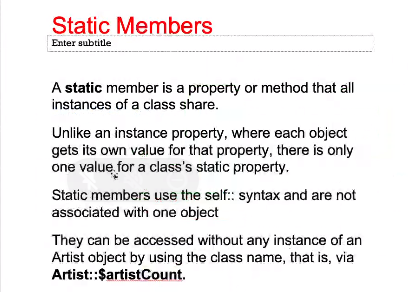 Static Members
Enter subtitle
A static member is a property or method that all
instances of a class share.
Unlike an instance property, where each object
gets its own value for that property, there is only
one value for a class's static property.
Static members use the self:: syntax and are not
associated with one object
They can be accessed without any instance of an
Artist object by using the class name, that is, via
Artist::$artistCount.